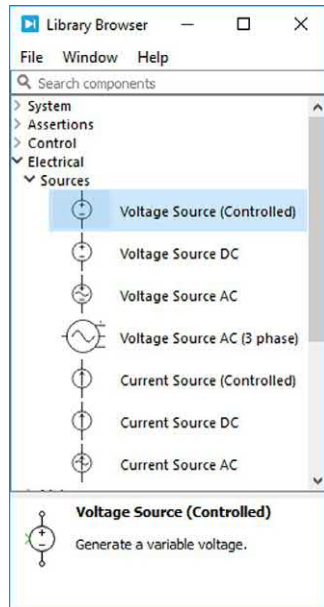 Library Browser
File Window Help
Search components
System
Assertions
Control
Electrical
Sources
Voltage Source (Controlled)
Voltage Source DC
Voltage Source AC
Voltage Source AC (3 phase)
Current Source (Controlled)
Current Source DC
Current Source AC
Voltage Source (Controlled)
Generate a variable voltage.